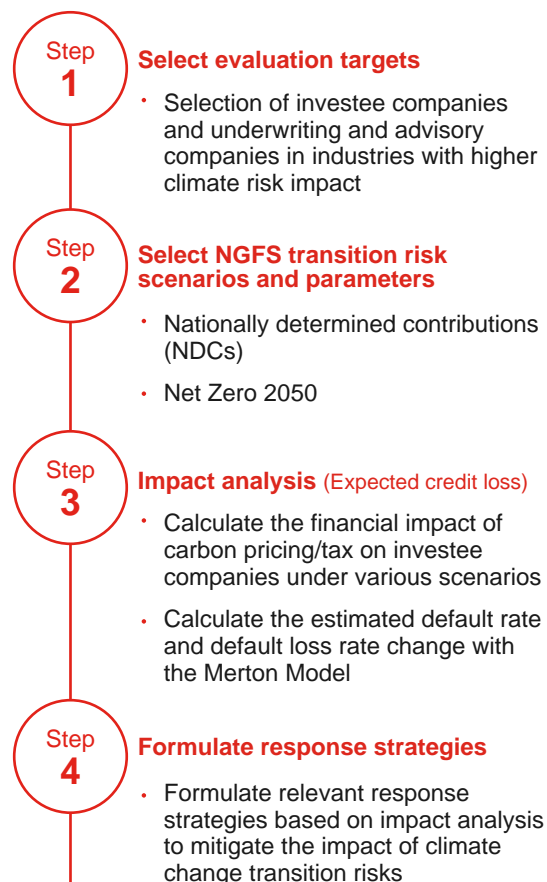 Step
1
Select evaluation targets
• Selection of investee companies
and underwriting and advisory
companies in industries with higher
climate risk impact
Step
2
Select NGFS transition risk
scenarios and parameters
• Nationally determined contributions
(NDCs)
• Net Zero 2050
Step
3
Impact analysis (Expected credit loss)
• Calculate the financial impact of
carbon pricing/tax on investee
companies under various scenarios
• Calculate the estimated default rate
and default loss rate change with
the Merton Model
Step
4
Formulate response strategies
• Formulate relevant response
strategies based on impact analysis
to mitigate the impact of climate
change transition risks